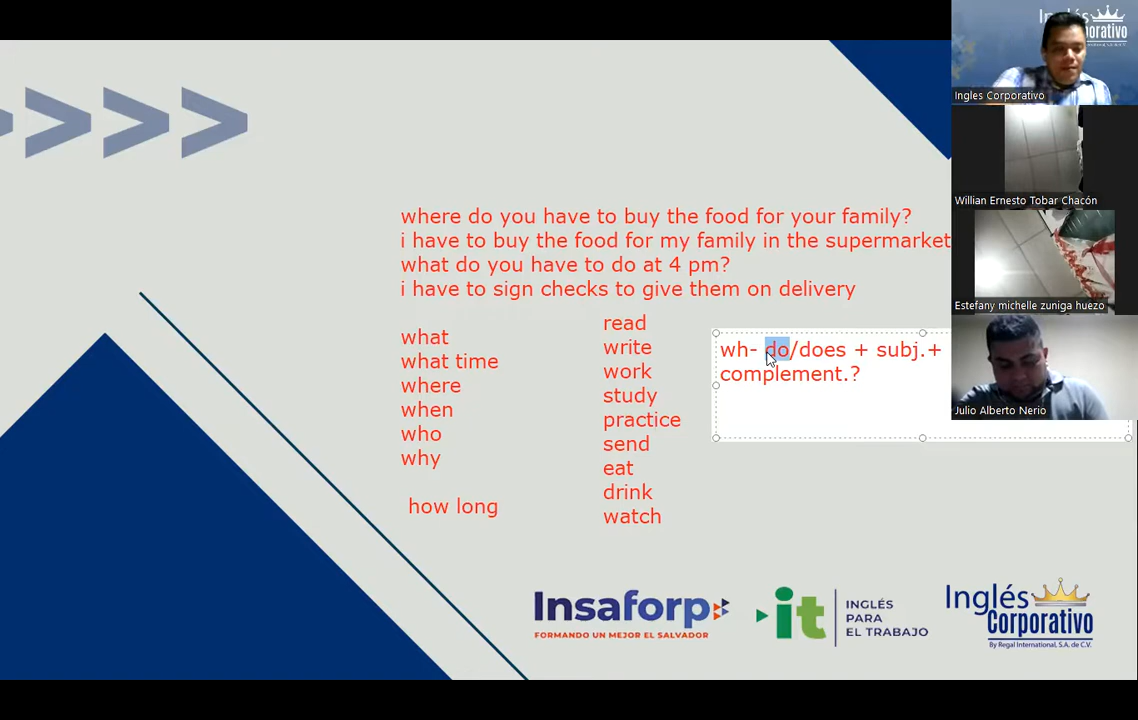 Inglés
Corporativo
Ingles Corporativo
Willian Ernesto Tobar Chacón
Estefany michelle zuniga huezo
Julio Alberto Nerio
where do you have to buy the food for your family?
i have to buy the food for my family in the supermarket
what do you have to do at 4 pm?
i have to sign checks to give them on delivery
what
what time
where
when
who
why
how long
read
write
work
study
practice
send
eat
drink
watch
wh- do/does + subj.+
complement.?
Insaforp
FORMANDO UN MEJOR EL SALVADOR
it
INGLÉS
PARA
EL TRABAJO
Inglés
Corporativo
By Regal International, S.A. de C.V.